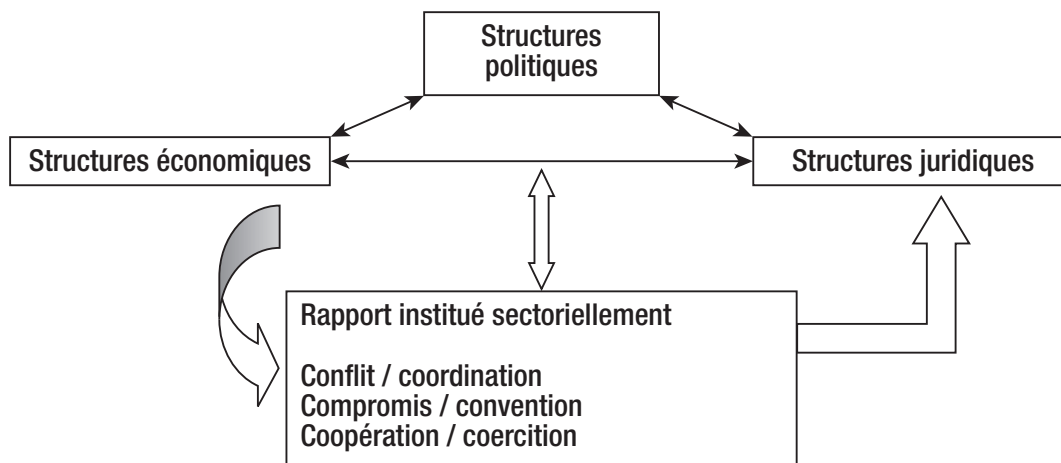 Structures
politiques
Structures économiques
Structures juridiques
Rapport institué sectoriellement
Conflit / coordination
Compromis / convention
Coopération / coercition